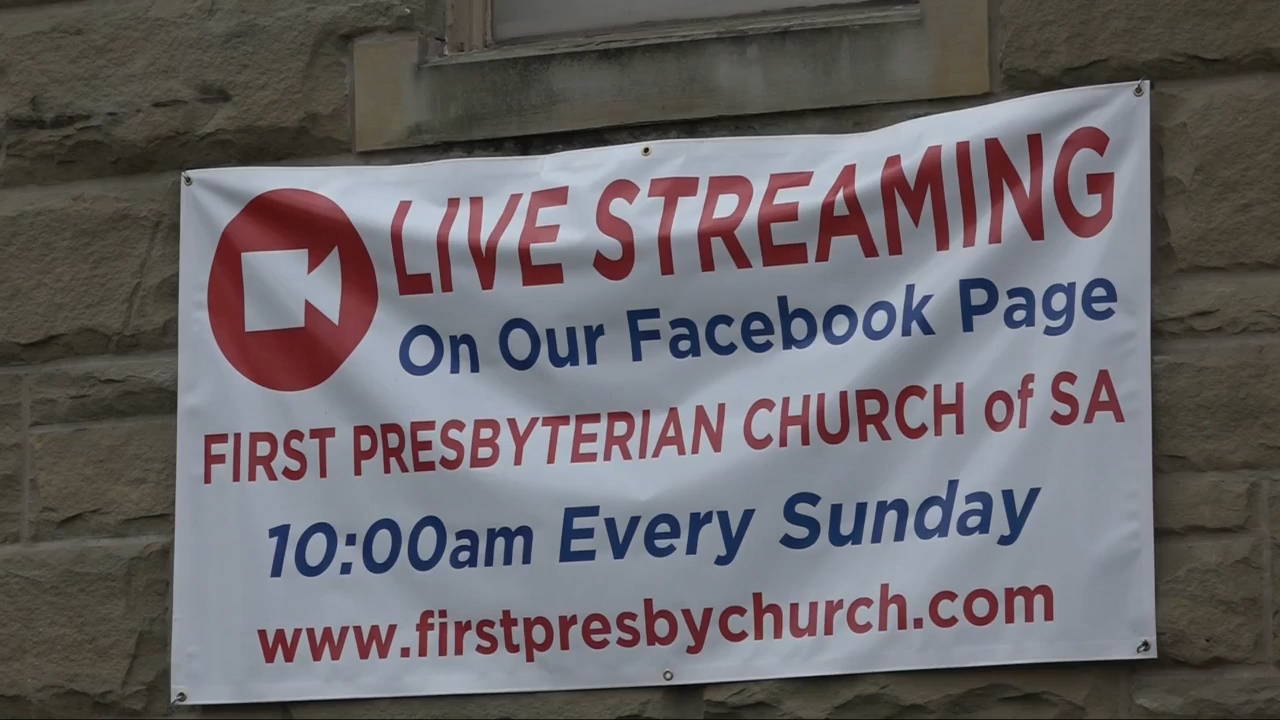 LIVE STREAMING
On Our Facebook Page
FIRST PRESBYTERIAN CHURCH of SA
10:00am Every Sunday
www.firstpresbychurch.com